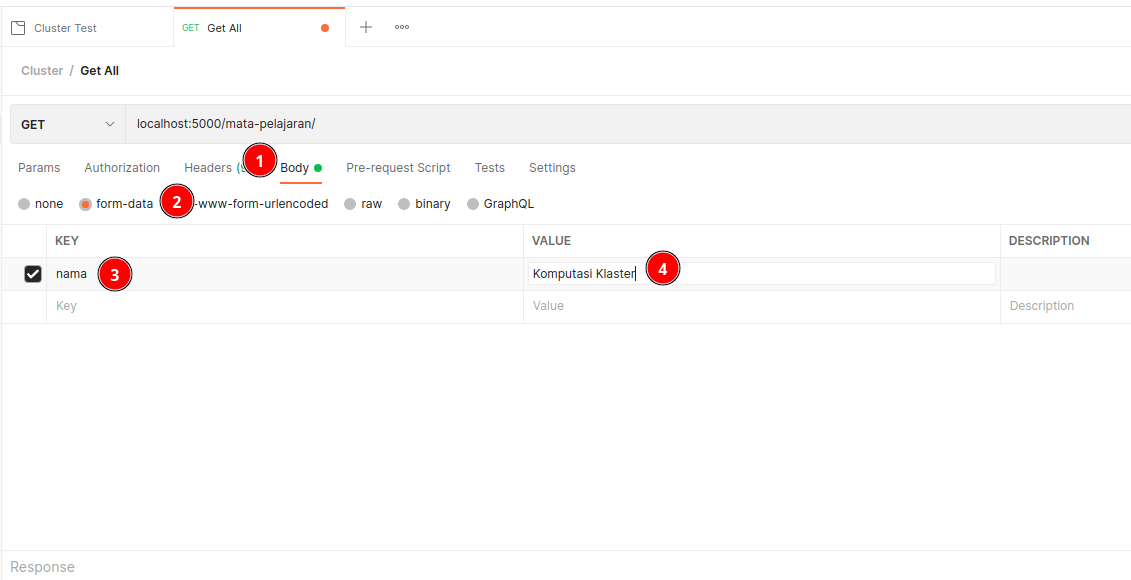 Cluster Test
GET Get All
Cluster / Get All
GET localhost:5000/mata-pelajaran/
Params Authorization Headers 1 Body Pre-request Script Tests Settings
none form-data 2 -www-form-urlencoded raw binary GraphQL
KEY VALUE DESCRIPTION
nama 3 Komputasi Klaster 4
Key Value Description
Response